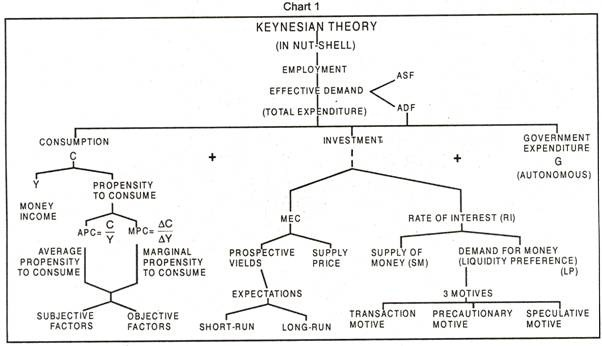 Chart 1
KEYNESIAN THEORY
(IN NUT-SHELL)
EMPLOYMENT
EFFECTIVE DEMAND
ASF
(TOTAL EXPENDITURE)
ADF
CONSUMPTION
C
+
INVESTMENT
+
GOVERNMENT
EXPENDITURE
G
(AUTONOMOUS)
Y
MONEY
INCOME
PROPENSITY
TO CONSUME
APC= C/Y
MPC= ΔC/ΔY
AVERAGE
PROPENSITY
TO CONSUME
MARGINAL
PROPENSITY
TO CONSUME
SUBJECTIVE
FACTORS
OBJECTIVE
FACTORS
MEC
PROSPECTIVE
YIELDS
SUPPLY
PRICE
EXPECTATIONS
SHORT-RUN
LONG-RUN
RATE OF INTEREST (RI)
SUPPLY OF
MONEY (SM)
DEMAND FOR MONEY
(LIQUIDITY PREFERENCE)
(LP)
3 MOTIVES
TRANSACTION
MOTIVE
PRECAUTIONARY
MOTIVE
SPECULATIVE
MOTIVE